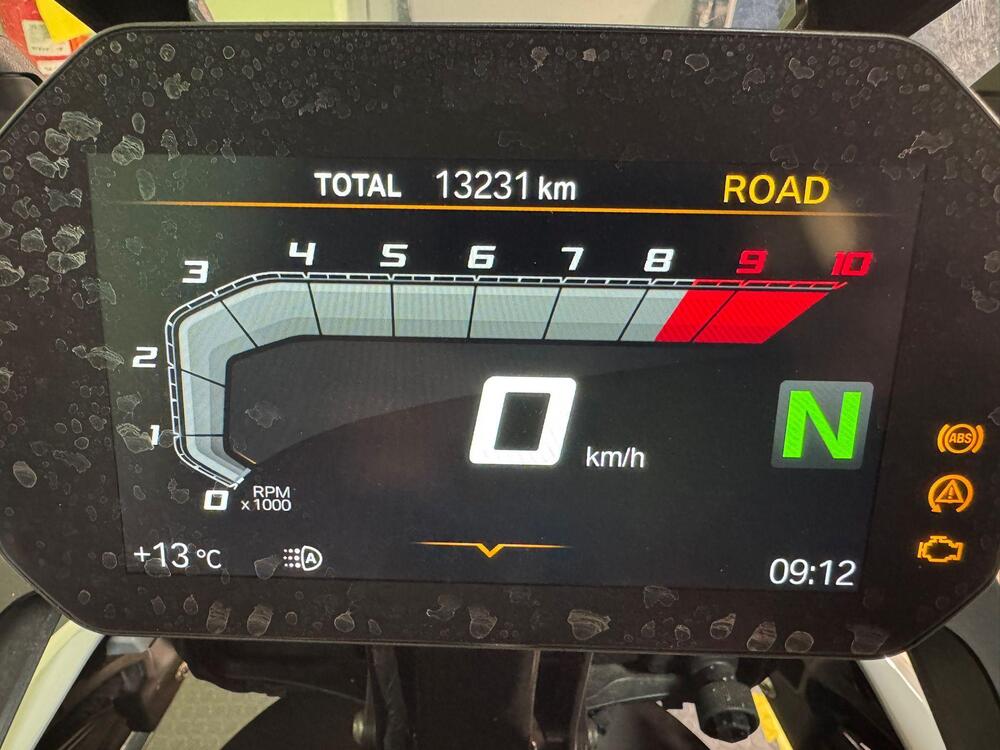 TOTAL 13231 km ROAD
3 4 5 6 7 8 9 10
2
1
0 RPM x1000
0 km/h
N
ABS
+13 °C A
09:12